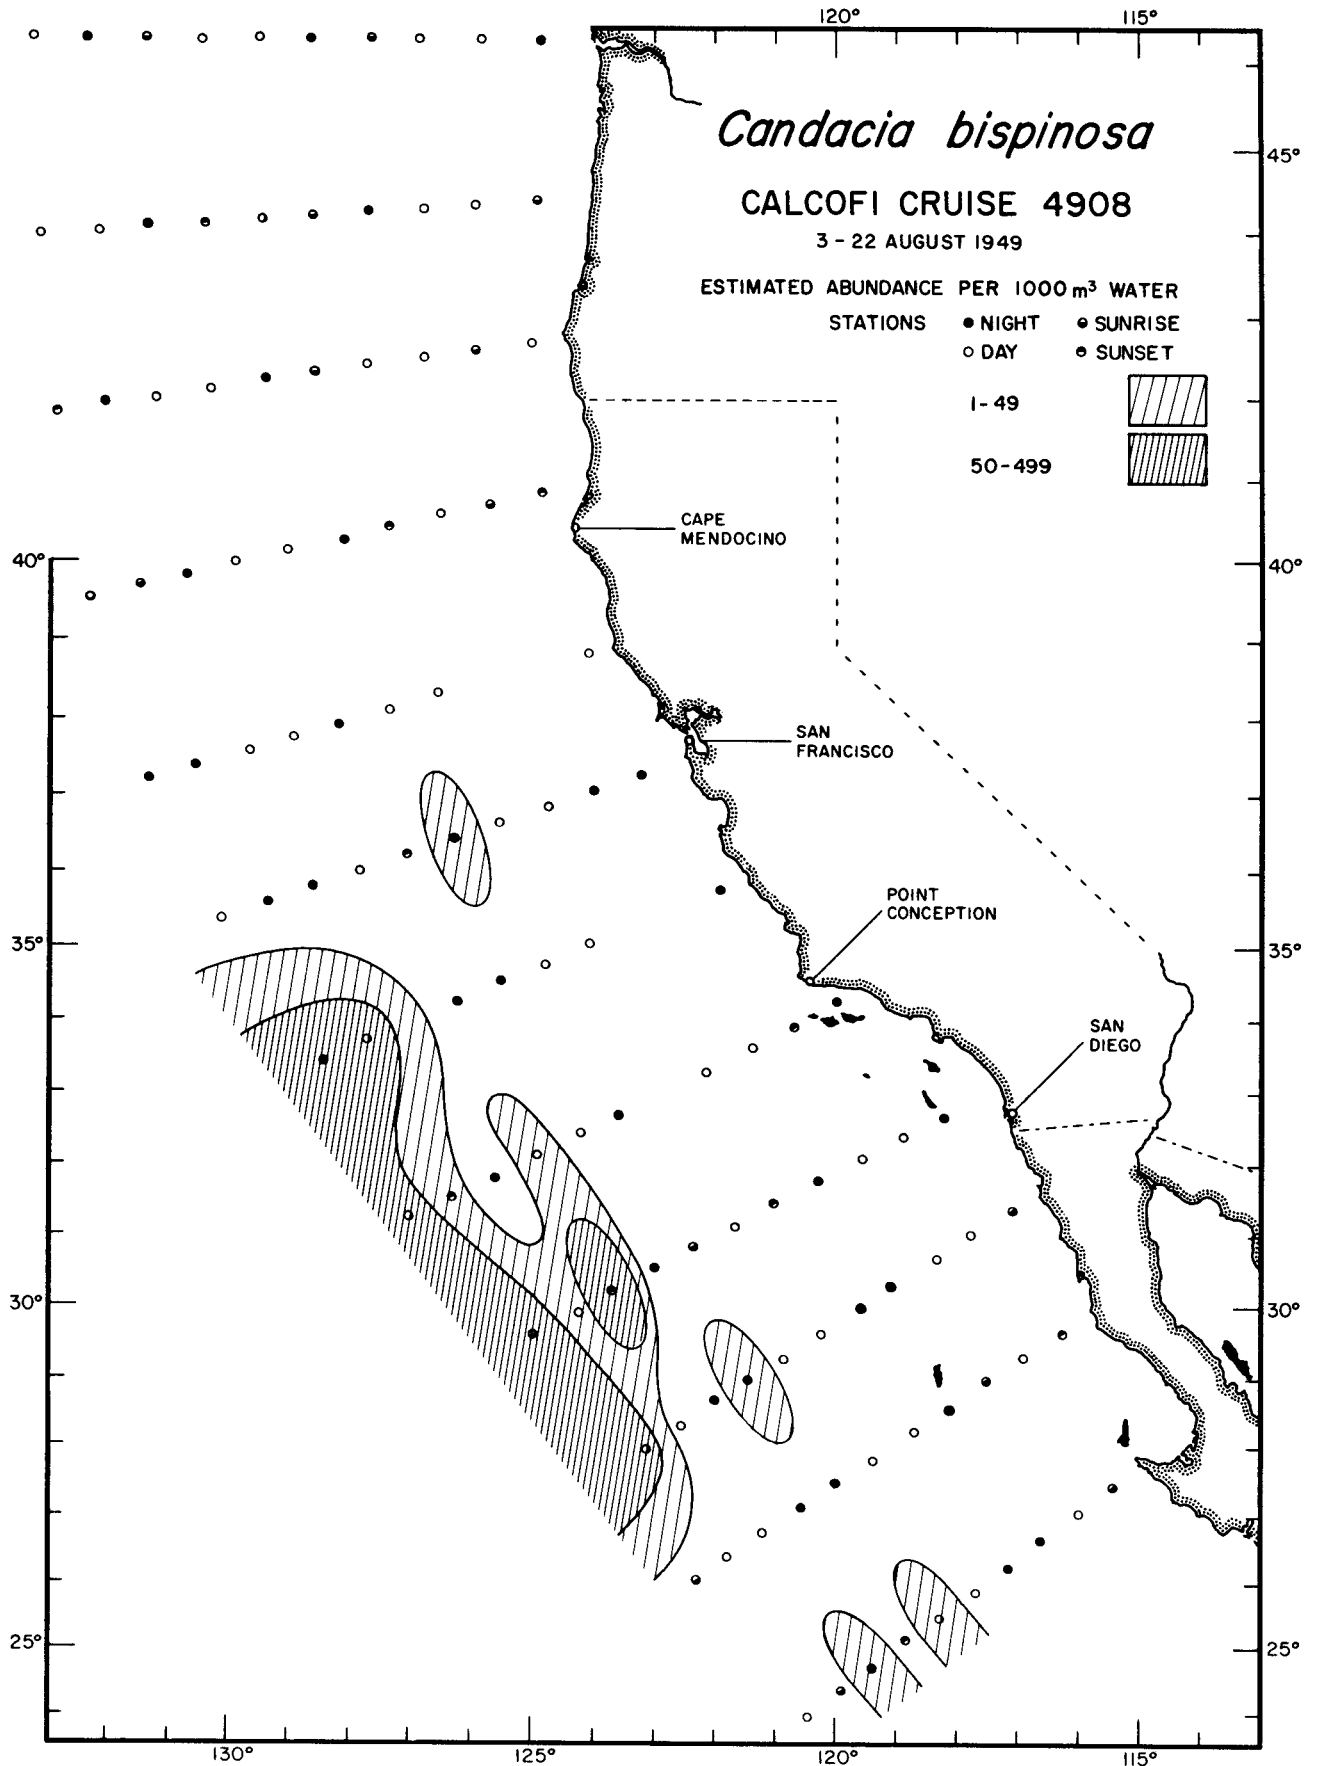 120° 115°
Candacia bispinosa
45°
CALCOFI CRUISE 4908
3-22 AUGUST 1949
ESTIMATED ABUNDANCE PER 1000 m³ WATER
STATIONS NIGHT SUNRISE
DAY SUNSET
1-49
50-499
CAPE
MENDOCINO
40° 40°
SAN
FRANCISCO
POINT
CONCEPTION
35° 35°
SAN
DIEGO
30° 30°
25° 25°
130° 125° 120° 115°